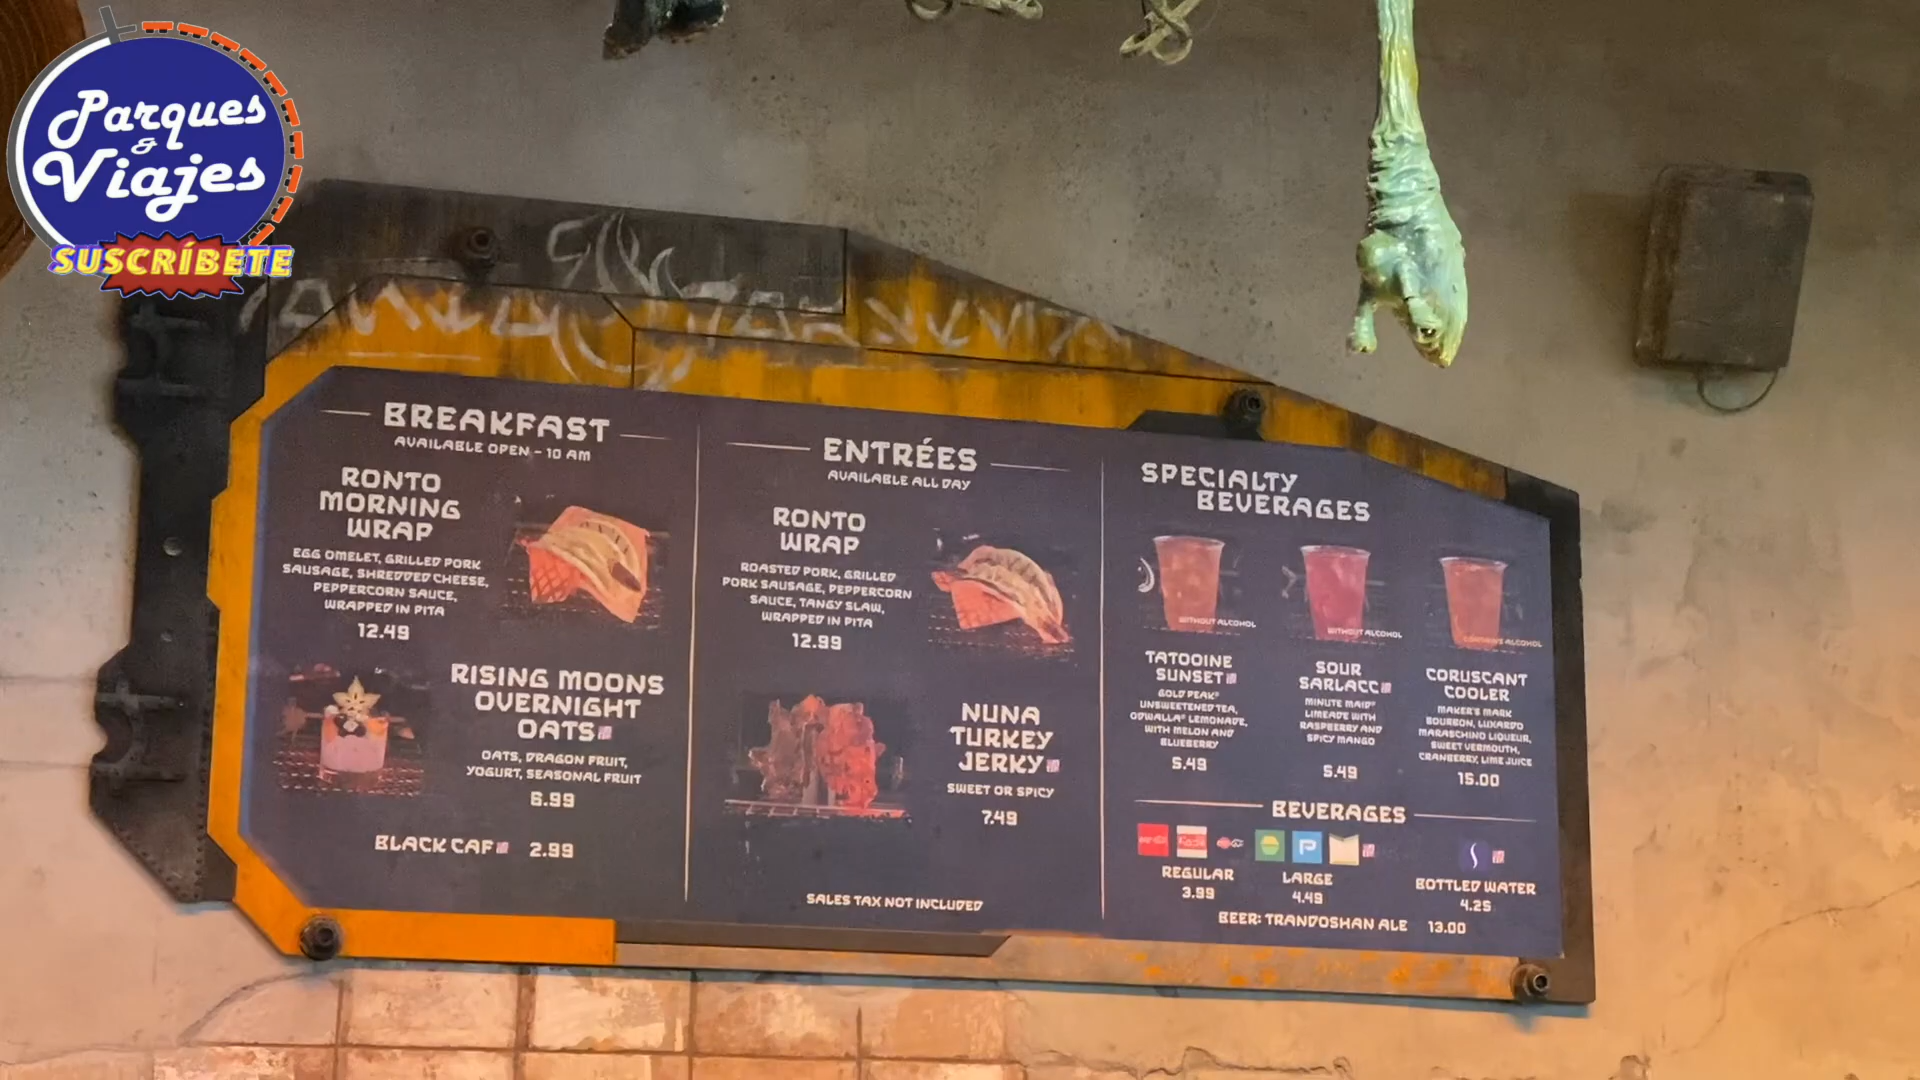 Parques
&
Viajes
SUSCRÍBETE
BREAKFAST
AVAILABLE OPEN - 10 AM
RONTO
MORNING
WRAP
EGG OMELET, GRILLED PORK
SAUSAGE, SHREDDED CHEESE,
PEPPERCORN SAUCE,
WRAPPED IN PITA
12.49
RISING MOONS
OVERNIGHT
OATS
OATS, DRAGON FRUIT,
YOGURT, SEASONAL FRUIT
6.99
BLACK CAF 2.99
ENTRÉES
AVAILABLE ALL DAY
RONTO
WRAP
ROASTED PORK, GRILLED
PORK SAUSAGE, PEPPERCORN
SAUCE, TANGY SLAW,
WRAPPED IN PITA
12.99
NUNA
TURKEY
JERKY
SWEET OR SPICY
7.49
SALES TAX NOT INCLUDED
SPECIALTY
BEVERAGES
WITHOUT ALCOHOL
WITHOUT ALCOHOL
CONTAINS ALCOHOL
TATOOINE
SUNSET
GOLD PEAK®
UNSWEETENED TEA,
ODWALLA® LEMONADE,
WITH MELON AND
BLUEBERRY
5.49
SOUR
SARLACC
MINUTE MAID®
LIMEADE WITH
RASPBERRY AND
SPICY MANGO
5.49
CORUSCANT
COOLER
MAKER'S MARK
BOURBON, LUXARDO
MARASCHINO LIQUEUR,
SWEET VERMOUTH,
CRANBERRY, LIME JUICE
15.00
BEVERAGES
REGULAR
3.99
LARGE
4.49
BOTTLED WATER
4.25
BEER: TRANDOSHAN ALE 13.00